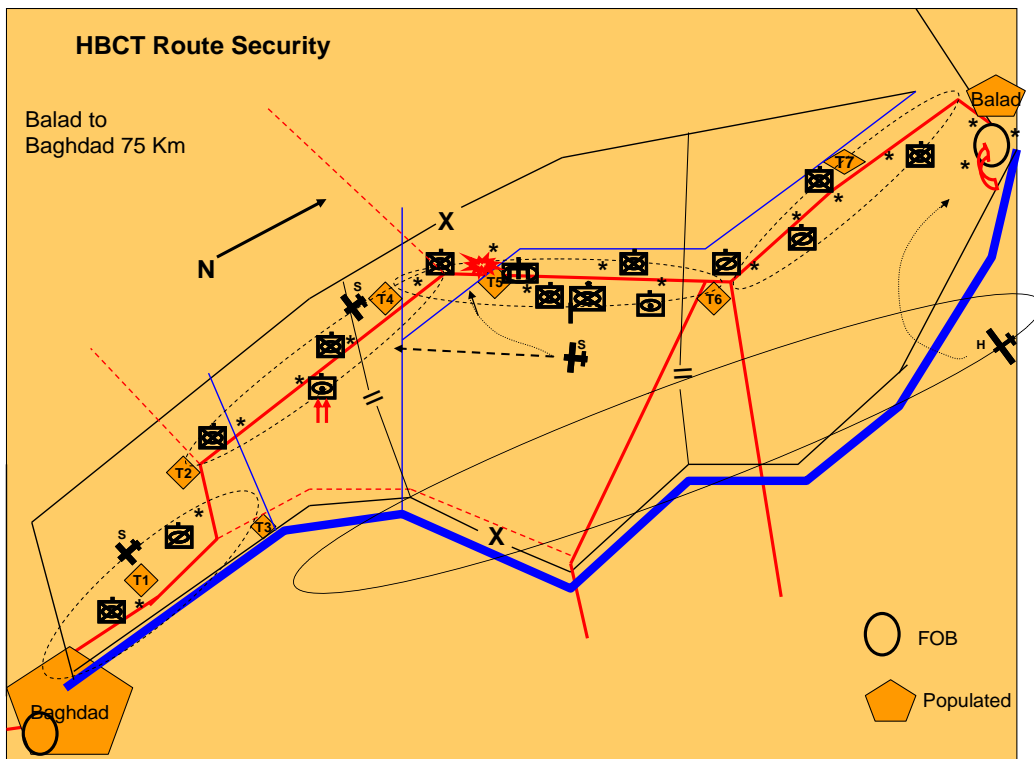 HBCT Route Security
Balad to
Baghdad 75 Km
Balad
T7
X
N
S
T4
T5
T6
S
H
T2
S
T3
X
T1
FOB
Populated
Baghdad